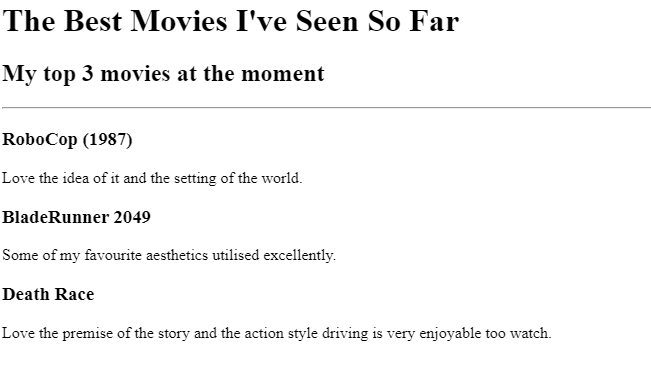 The Best Movies I've Seen So Far
My top 3 movies at the moment
RoboCop (1987)
Love the idea of it and the setting of the world.
BladeRunner 2049
Some of my favourite aesthetics utilised excellently.
Death Race
Love the premise of the story and the action style driving is very enjoyable too watch.